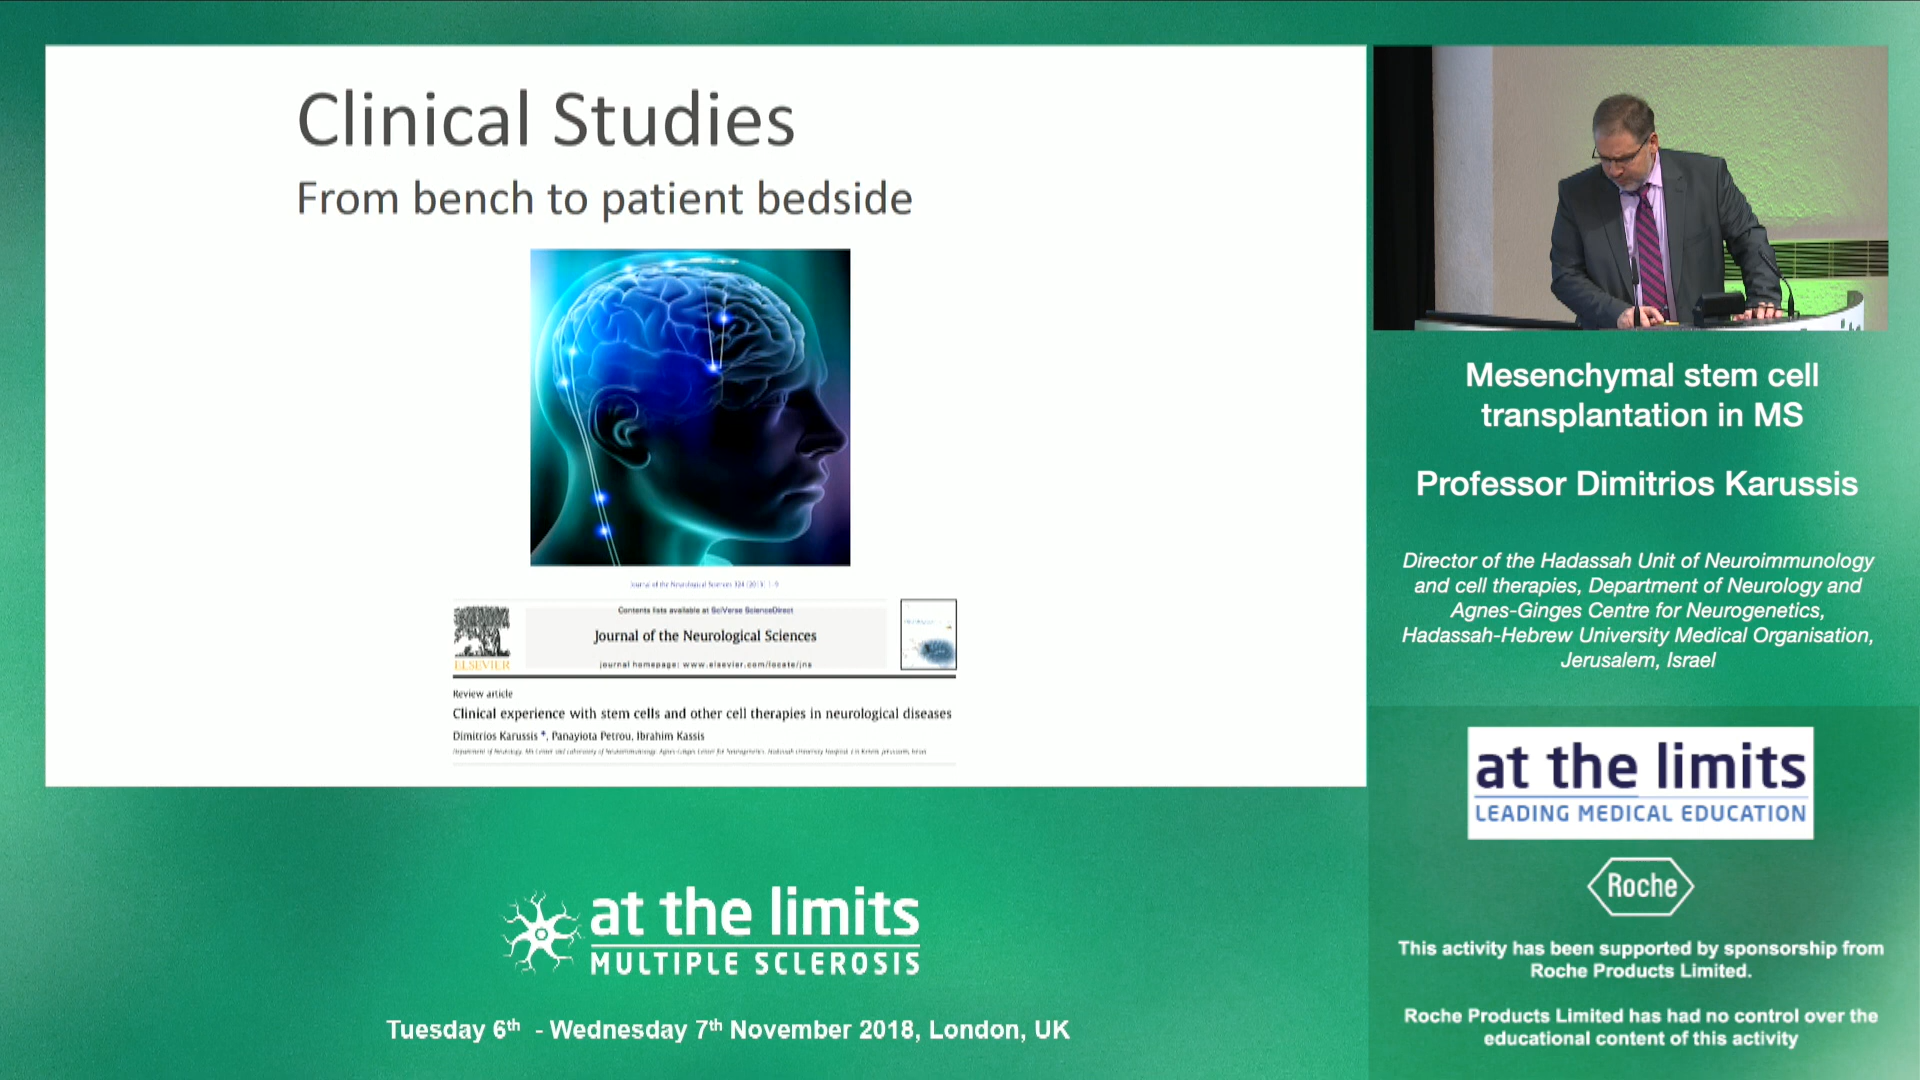 Clinical Studies
From bench to patient bedside
Journal of the Neurological Sciences 324 (2013) 1–9
Contents lists available at SciVerse ScienceDirect
Journal of the Neurological Sciences
journal homepage: www.elsevier.com/locate/jns
ELSEVIER
Review article
Clinical experience with stem cells and other cell therapies in neurological diseases
Dimitrios Karussis *, Panayiota Petrou, Ibrahim Kassis
Mesenchymal stem cell
transplantation in MS
Professor Dimitrios Karussis
Director of the Hadassah Unit of Neuroimmunology
and cell therapies, Department of Neurology and
Agnes-Ginges Centre for Neurogenetics,
Hadassah-Hebrew University Medical Organisation,
Jerusalem, Israel
at the limits
LEADING MEDICAL EDUCATION
Roche
This activity has been supported by sponsorship from
Roche Products Limited.
Roche Products Limited has had no control over the
educational content of this activity
at the limits
MULTIPLE SCLEROSIS
Tuesday 6th - Wednesday 7th November 2018, London, UK